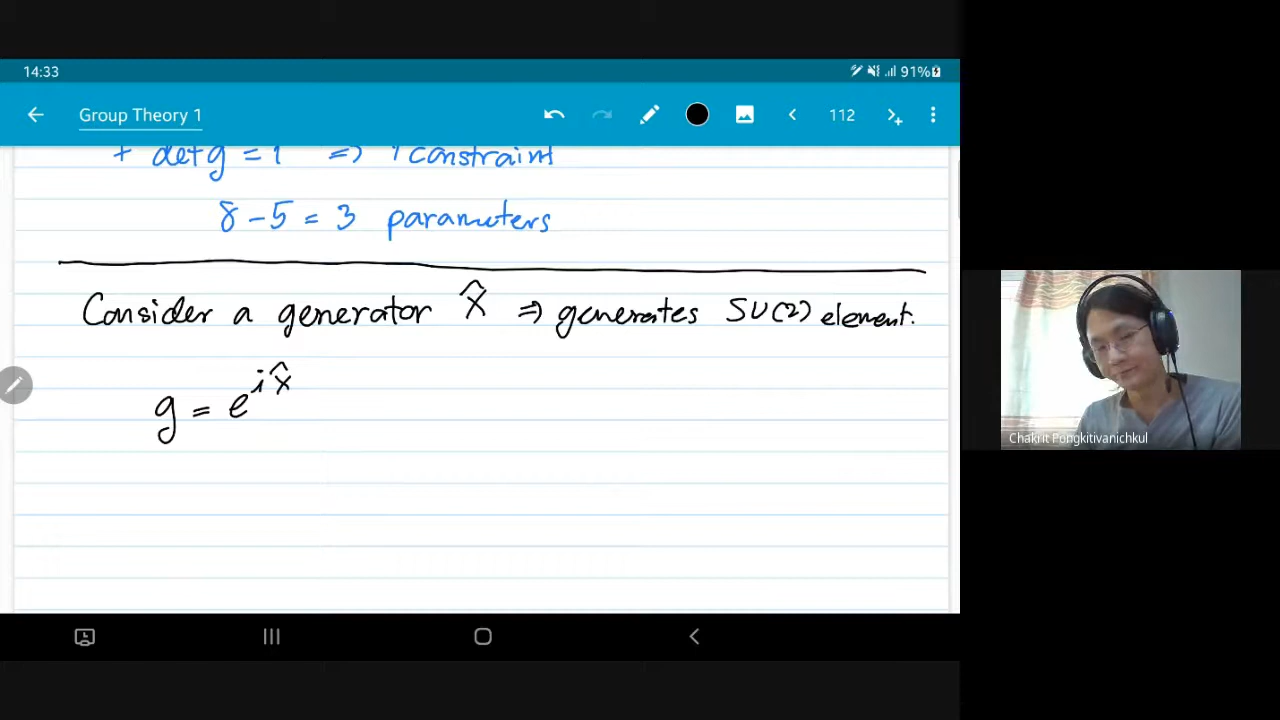 14:33
91%
Group Theory 1
112
+ det g = 1 ⇒ 1 constraint
8 - 5 = 3 parameters
Consider a generator X̂ ⇒ generates SU(2) element.
g = e^{iX̂}
Chakrit Pongkitivanichkul